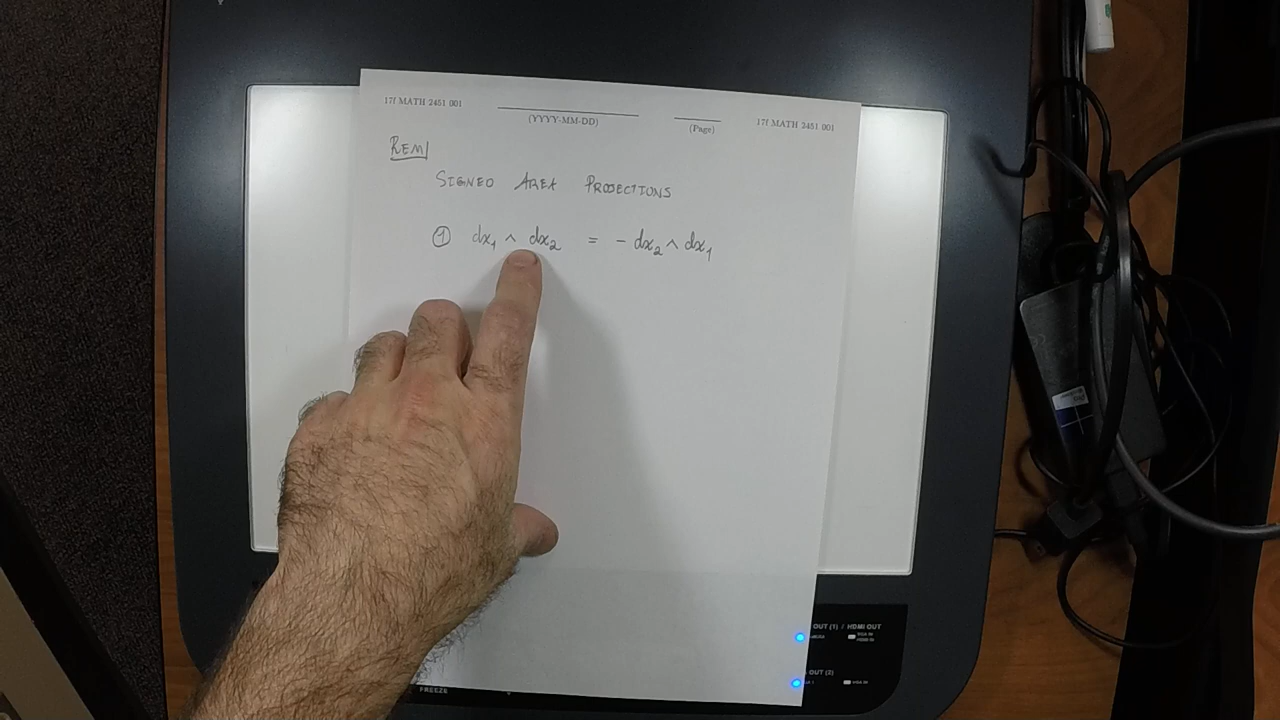 17f MATH 2451 001
(YYYY-MM-DD)
(Page)
17f MATH 2451 001
REM
SIGNED AREA PROJECTIONS
① dx₁ ∧ dx₂ = - dx₂ ∧ dx₁
OUT (1) / HDMI OUT
OUT (2)
FREEZE